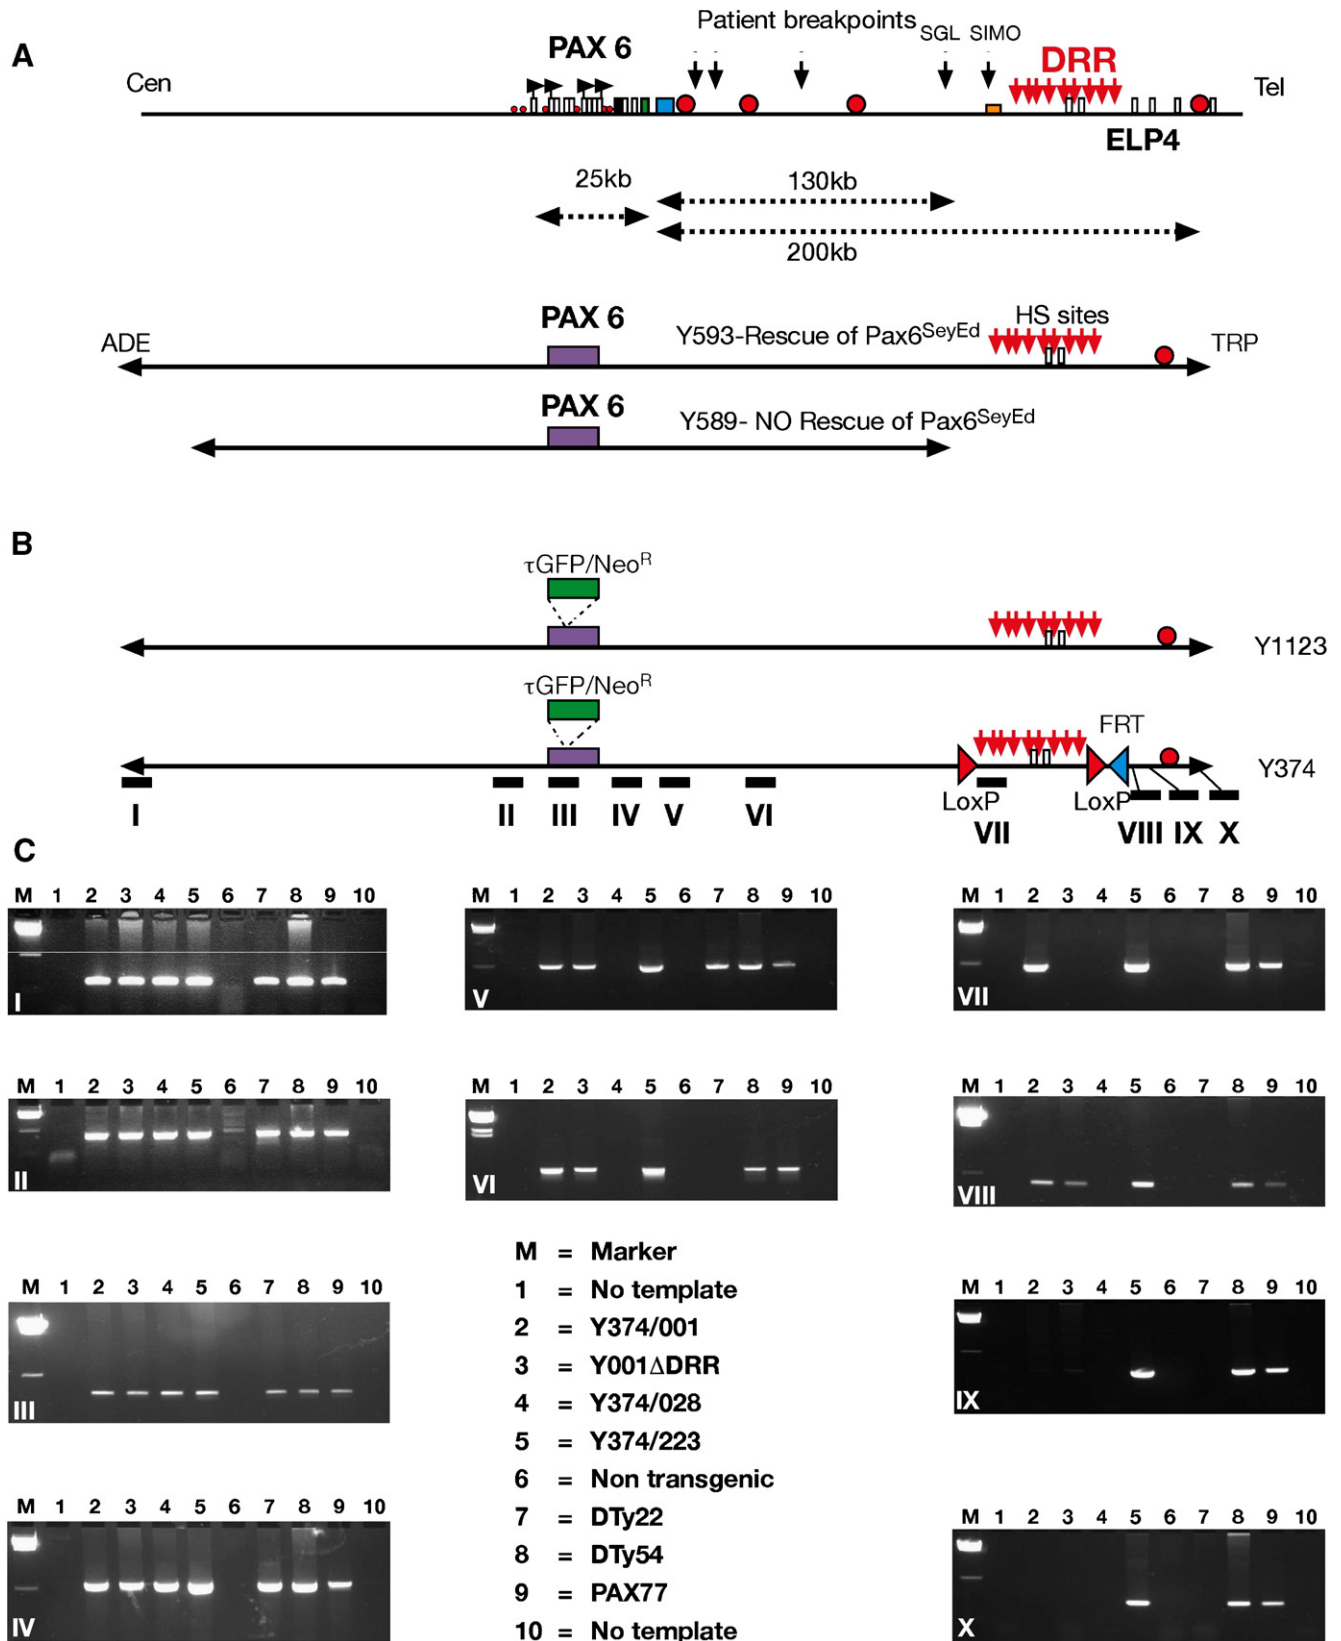 A
Patient breakpoints
SGL SIMO
PAX 6
DRR
Cen
Tel
ELP4
25kb
130kb
200kb
PAX 6
HS sites
Y593-Rescue of Pax6SeyEd
ADE
TRP
PAX 6
Y589- NO Rescue of Pax6SeyEd
B
τGFP/NeoR
Y1123
τGFP/NeoR
FRT
Y374
LoxP
LoxP
I II III IV V VI VII VIII IX X
C
M 1 2 3 4 5 6 7 8 9 10
I
M 1 2 3 4 5 6 7 8 9 10
V
M 1 2 3 4 5 6 7 8 9 10
VII
M 1 2 3 4 5 6 7 8 9 10
II
M 1 2 3 4 5 6 7 8 9 10
VI
M 1 2 3 4 5 6 7 8 9 10
VIII
M 1 2 3 4 5 6 7 8 9 10
III
M 1 2 3 4 5 6 7 8 9 10
IX
M 1 2 3 4 5 6 7 8 9 10
IV
M 1 2 3 4 5 6 7 8 9 10
X
M = Marker
1 = No template
2 = Y374/001
3 = Y001ΔDRR
4 = Y374/028
5 = Y374/223
6 = Non transgenic
7 = DTy22
8 = DTy54
9 = PAX77
10 = No template